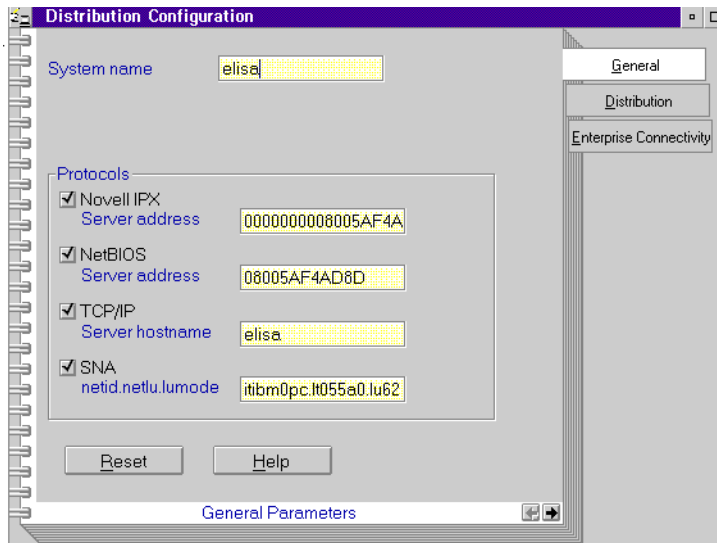 Distribution Configuration
System name elisa
General
Distribution
Enterprise Connectivity
Protocols
Novell IPX
Server address 0000000008005AF4A
NetBIOS
Server address 08005AF4AD8D
TCP/IP
Server hostname elisa
SNA
netid.netlu.lumode itibm0pc.lt055a0.lu62
Reset Help
General Parameters